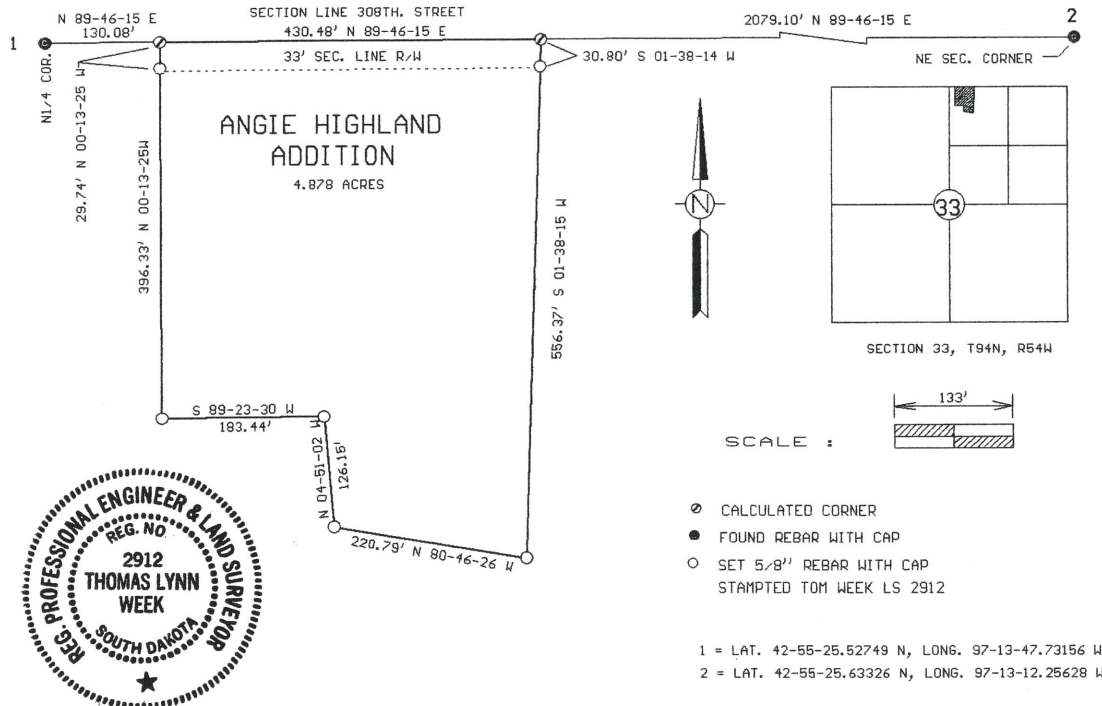 N 89-46-15 E
130.08'
SECTION LINE 308TH. STREET
430.48' N 89-46-15 E
2079.10' N 89-46-15 E
2
1
33' SEC. LINE R/W
30.80' S 01-38-14 W
NE SEC. CORNER
N1/4 COR.
29.74' N 00-13-25 W
396.33' N 00-13-25W
ANGIE HIGHLAND
ADDITION
4.878 ACRES
556.37' S 01-38-15 W
N
33
SECTION 33, T94N, R54W
S 89-23-30 W
183.44'
N 04-51-02 W
126.15'
220.79' N 80-46-26 W
133'
SCALE :
CALCULATED CORNER
FOUND REBAR WITH CAP
SET 5/8'' REBAR WITH CAP
STAMPTED TOM WEEK LS 2912
REG. PROFESSIONAL ENGINEER & LAND SURVEYOR
REG. NO.
2912
THOMAS LYNN
WEEK
SOUTH DAKOTA
1 = LAT. 42-55-25.52749 N, LONG. 97-13-47.73156 W
2 = LAT. 42-55-25.63326 N, LONG. 97-13-12.25628 W